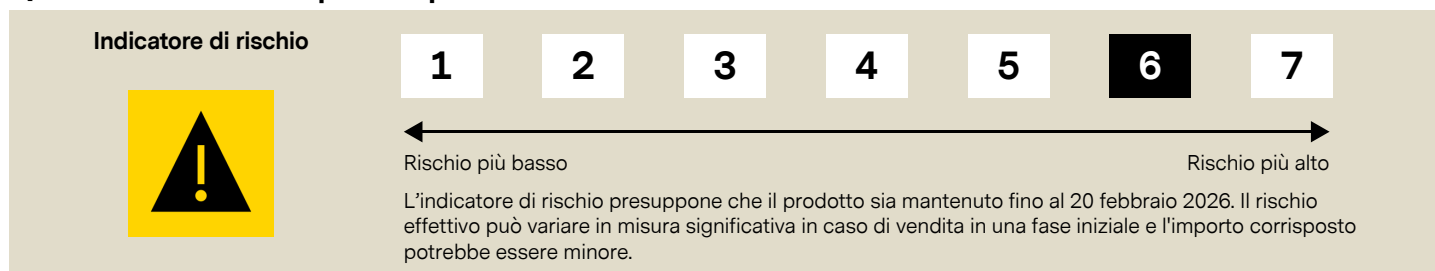 Indicatore di rischio
1 2 3 4 5 6 7
Rischio più basso Rischio più alto
L'indicatore di rischio presuppone che il prodotto sia mantenuto fino al 20 febbraio 2026. Il rischio
effettivo può variare in misura significativa in caso di vendita in una fase iniziale e l'importo corrisposto
potrebbe essere minore.